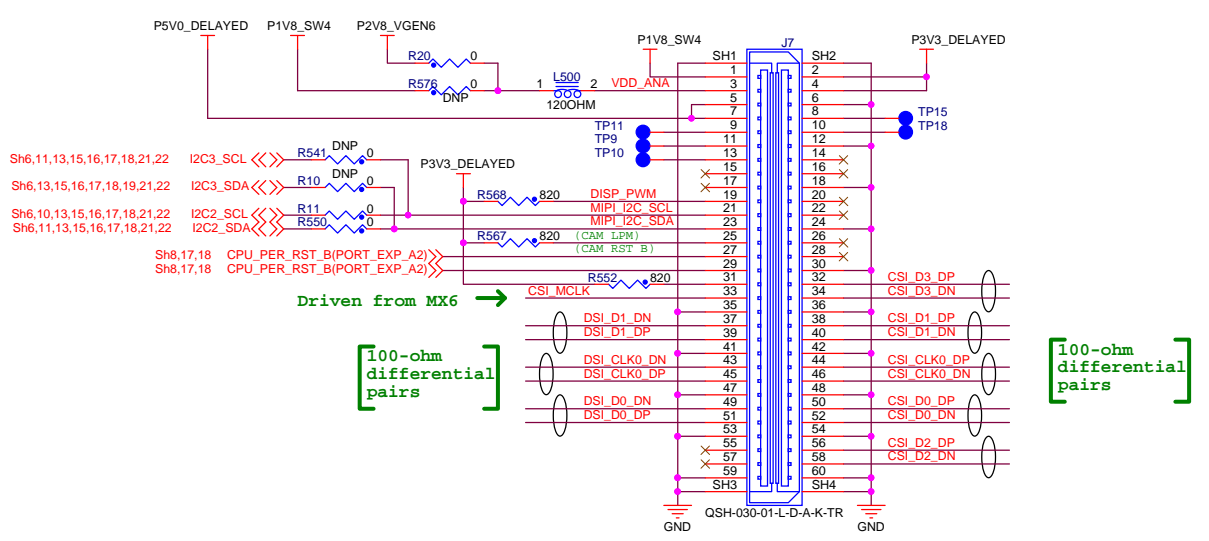 P5V0_DELAYED P1V8_SW4 P2V8_VGEN6
P1V8_SW4 J7 P3V3_DELAYED
R20 0
SH1 SH2
1 2
R576 0
DNP
1 L500 2 VDD_ANA
120OHM
3 4
5 6
7 8 TP15
TP11 9 10 TP18
TP9 11 12
TP10 13 14
15 16
17 18
Sh6,11,13,15,16,17,18,21,22 I2C3_SCL R541 DNP 0
P3V3_DELAYED
Sh6,13,15,16,17,18,19,21,22 I2C3_SDA R10 DNP 0
R568 820 DISP_PWM 19 20
Sh6,10,13,15,16,17,18,21,22 I2C2_SCL R11 0 MIPI_I2C_SCL 21 22
Sh6,11,13,15,16,17,18,21,22 I2C2_SDA R550 0 MIPI_I2C_SDA 23 24
R567 820 (CAM LPM) 25 26
(CAM RST B) 27 28
Sh8,17,18 CPU_PER_RST_B(PORT_EXP_A2)
Sh8,17,18 CPU_PER_RST_B(PORT_EXP_A2) 29 30
R552 820 31 32 CSI_D3_DP
Driven from MX6 CSI_MCLK 33 34 CSI_D3_DN
35 36
DSI_D1_DN 37 38 CSI_D1_DP
DSI_D1_DP 39 40 CSI_D1_DN
41 42
100-ohm
differential
pairs
DSI_CLK0_DN 43 44 CSI_CLK0_DP
DSI_CLK0_DP 45 46 CSI_CLK0_DN
100-ohm
differential
pairs
47 48
DSI_D0_DN 49 50 CSI_D0_DP
DSI_D0_DP 51 52 CSI_D0_DN
53 54
55 56 CSI_D2_DP
57 58 CSI_D2_DN
59 60
SH3 SH4
QSH-030-01-L-D-A-K-TR
GND GND